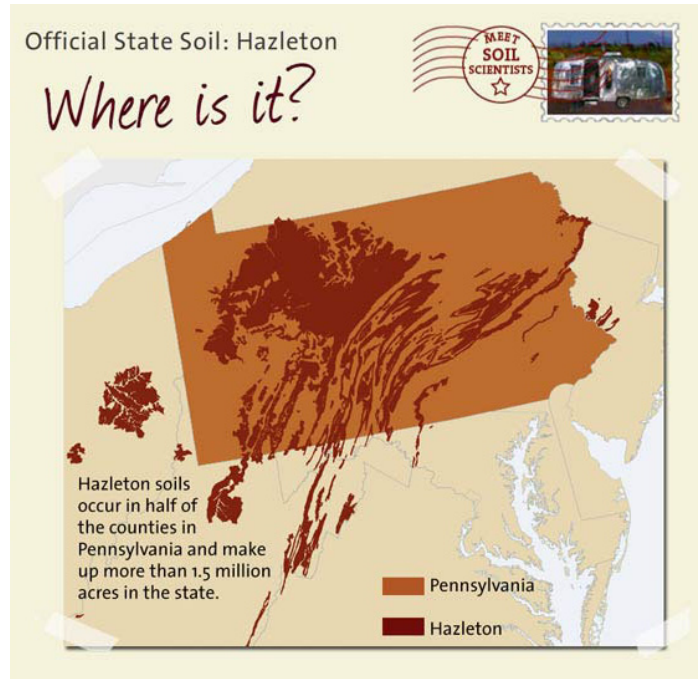 Official State Soil: Hazleton
Where is it?
MEET
SOIL
SCIENTISTS
Hazleton soils
occur in half of
the counties in
Pennsylvania and make
up more than 1.5 million
acres in the state.
Pennsylvania
Hazleton